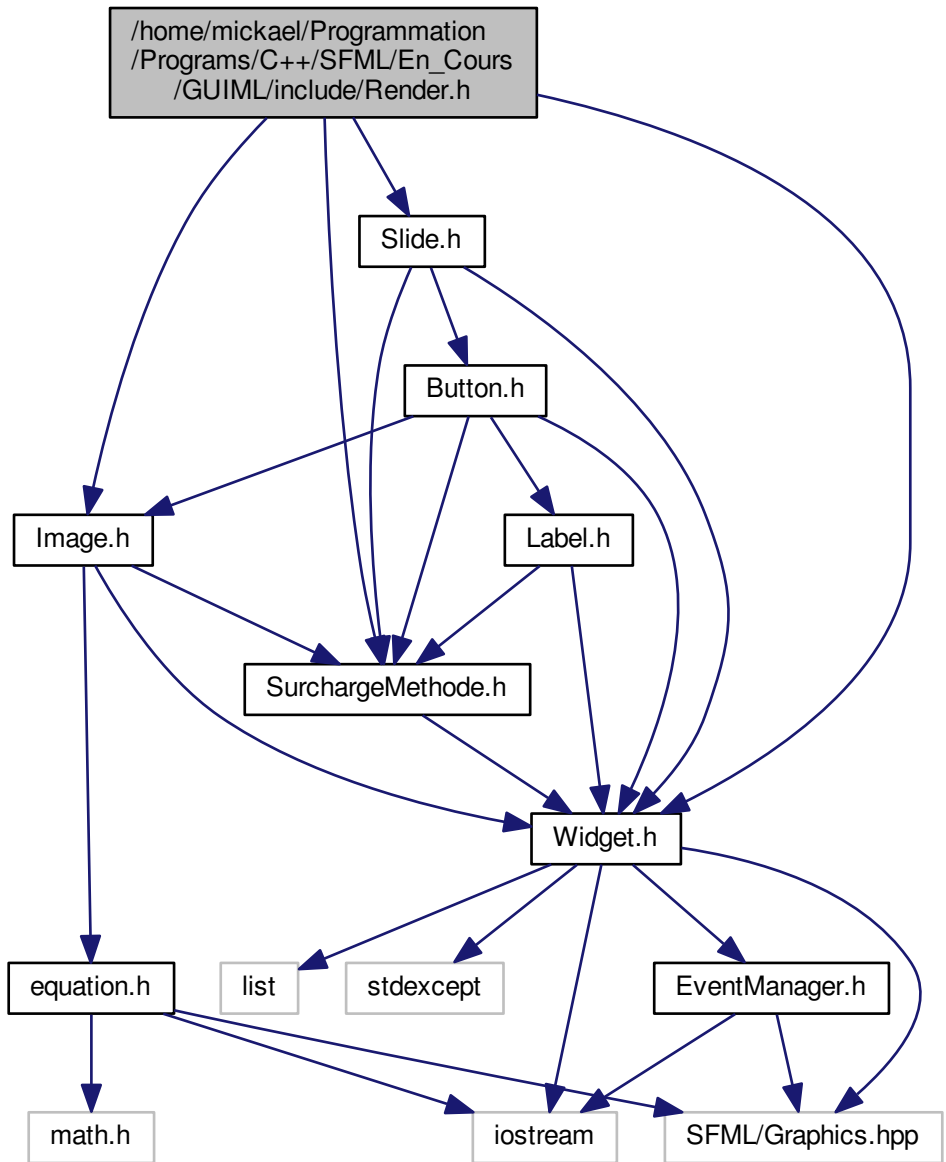 /home/mickael/Programmation
/Programs/C++/SFML/En_Cours
/GUIML/include/Render.h
Slide.h
Button.h
Image.h
Label.h
SurchargeMethode.h
Widget.h
equation.h
list
stdexcept
EventManager.h
math.h
iostream
SFML/Graphics.hpp